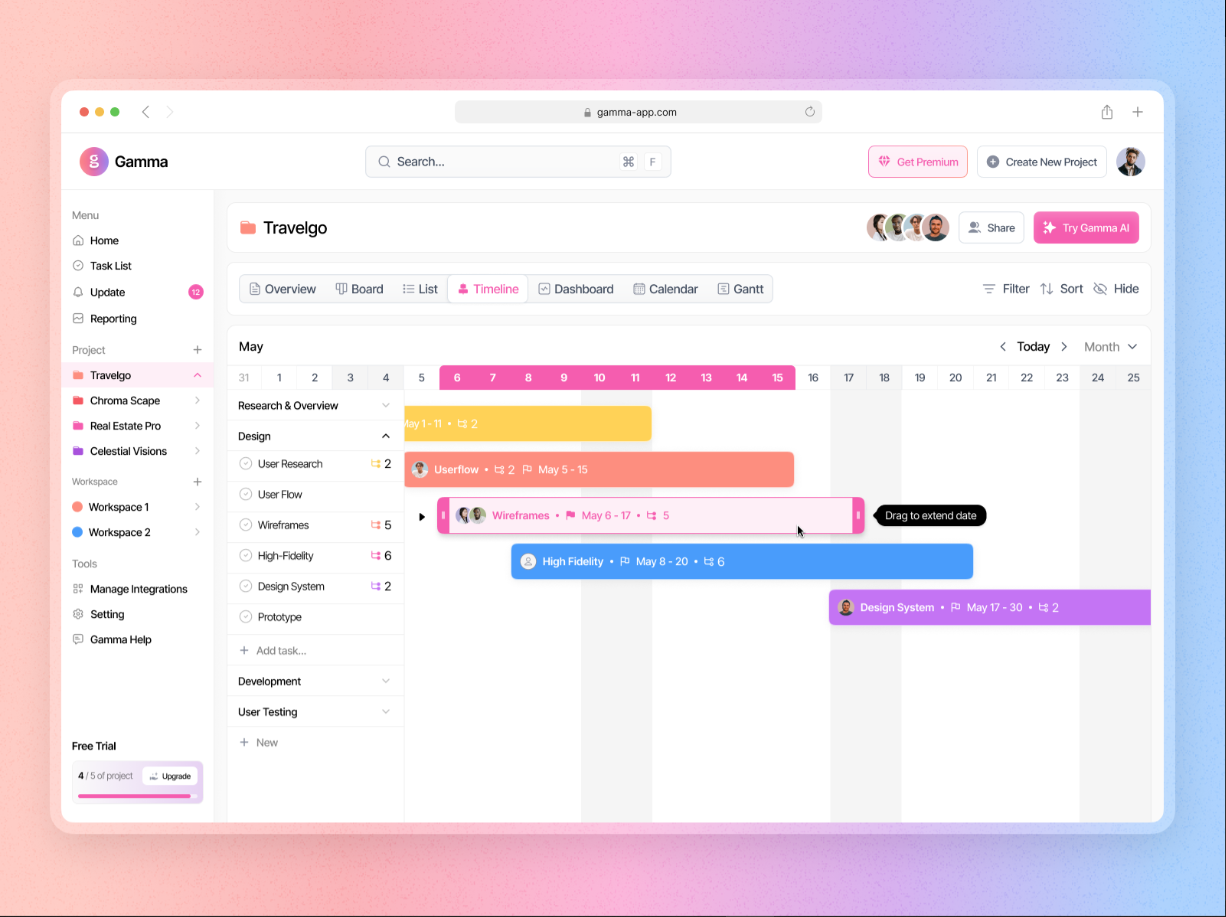 gamma-app.com
g Gamma
Search... ⌘ F
Get Premium
Create New Project
Menu
Home
Task List
Update 12
Reporting
Project +
Travelgo
Chroma Scape
Real Estate Pro
Celestial Visions
Workspace +
Workspace 1
Workspace 2
Tools
Manage Integrations
Setting
Gamma Help
Free Trial
4 / 5 of project Upgrade
Travelgo
Share
Try Gamma AI
Overview Board List Timeline Dashboard Calendar Gantt
Filter Sort Hide
May
Today Month
31 1 2 3 4 5 6 7 8 9 10 11 12 13 14 15 16 17 18 19 20 21 22 23 24 25
Research & Overview
Design
User Research 2
User Flow
Wireframes 5
High-Fidelity 6
Design System 2
Prototype
+ Add task...
Development
User Testing
+ New
May 1 - 11 • 2
Userflow • 2 May 5 - 15
Wireframes • May 6 - 17 • 5
Drag to extend date
High Fidelity • May 8 - 20 • 6
Design System • May 17 - 30 • 2